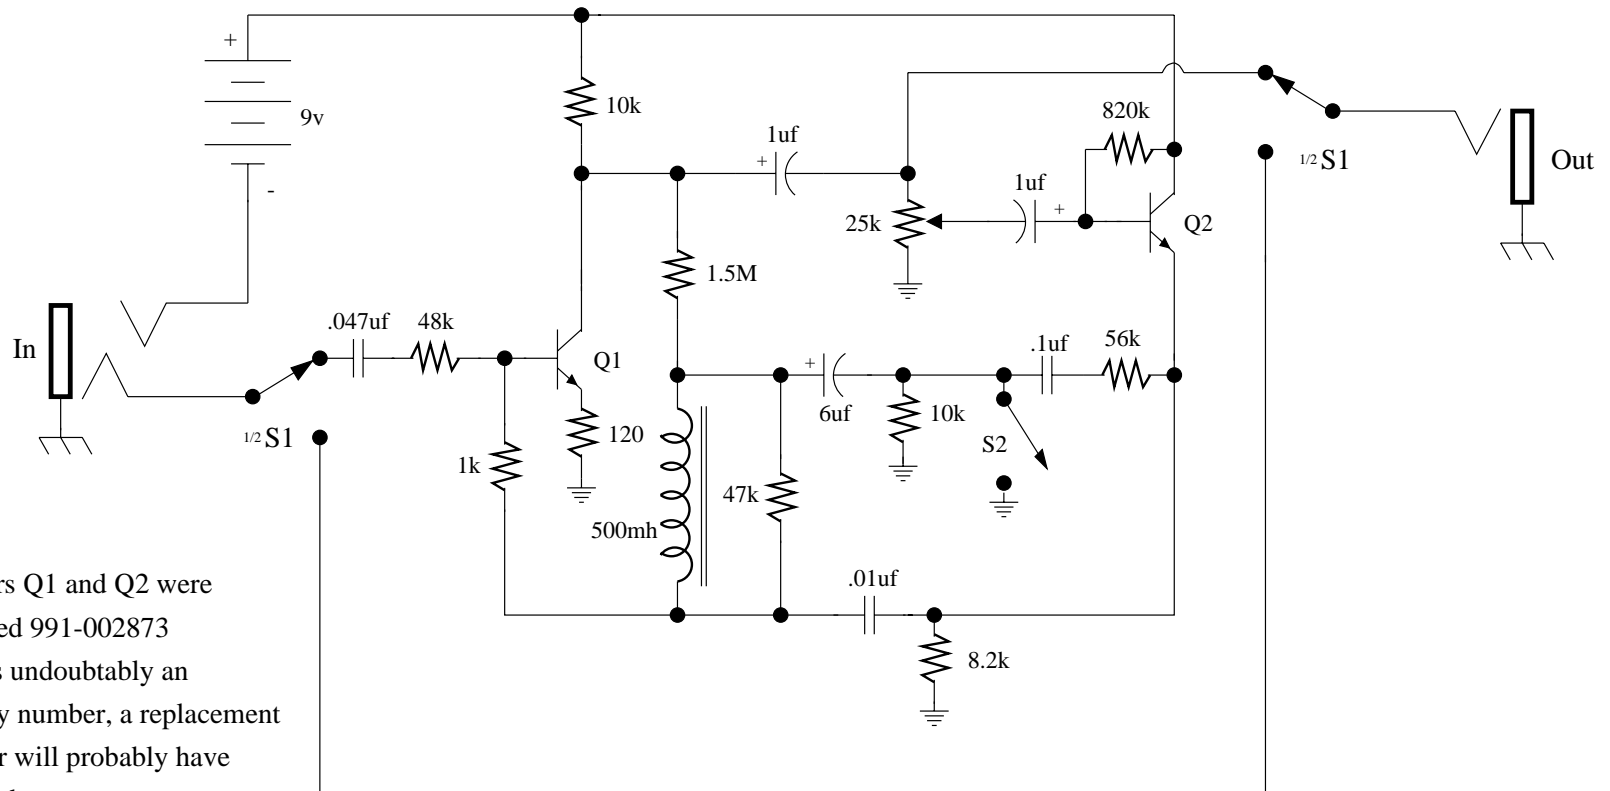 +
9v
-
10k
1uf
+
820k
1uf
+
Q2
25k
1/2 S1
Out
1.5M
In
.047uf
48k
Q1
.1uf
56k
+
6uf
10k
S2
1/2 S1
120
1k
47k
500mh
.01uf
8.2k
rs Q1 and Q2 were
ed 991-002873
s undoubtably an
y number, a replacement
r will probably have